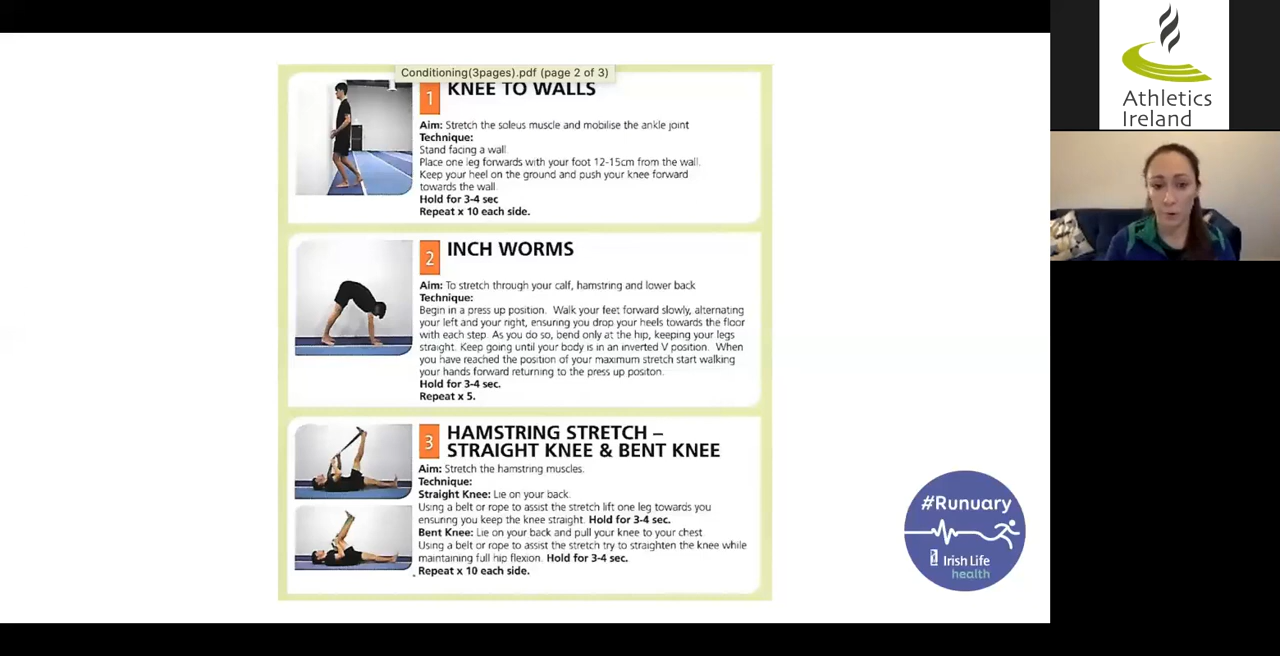 Conditioning(3pages).pdf (page 2 of 3)
1
KNEE TO WALLS
Aim: Stretch the soleus muscle and mobilise the ankle joint
Technique:
Stand facing a wall.
Place one leg forwards with your foot 12-15cm from the wall.
Keep your heel on the ground and push your knee forward
towards the wall.
Hold for 3-4 sec
Repeat x 10 each side.
2
INCH WORMS
Aim: To stretch through your calf, hamstring and lower back
Technique:
Begin in a press up position. Walk your feet forward slowly, alternating
your left and your right, ensuring you drop your heels towards the floor
with each step. As you do so, bend only at the hip, keeping your legs
straight. Keep going until your body is in an inverted V position. When
you have reached the position of your maximum stretch start walking
your hands forward returning to the press up positon.
Hold for 3-4 sec.
Repeat x 5.
3
HAMSTRING STRETCH –
STRAIGHT KNEE & BENT KNEE
Aim: Stretch the hamstring muscles.
Technique:
Straight Knee: Lie on your back.
Using a belt or rope to assist the stretch lift one leg towards you
ensuring you keep the knee straight. Hold for 3-4 sec.
Bent Knee: Lie on your back and pull your knee to your chest
Using a belt or rope to assist the stretch try to straighten the knee while
maintaining full hip flexion. Hold for 3-4 sec.
Repeat x 10 each side.
#Runuary
Irish Life
health
Athletics
Ireland